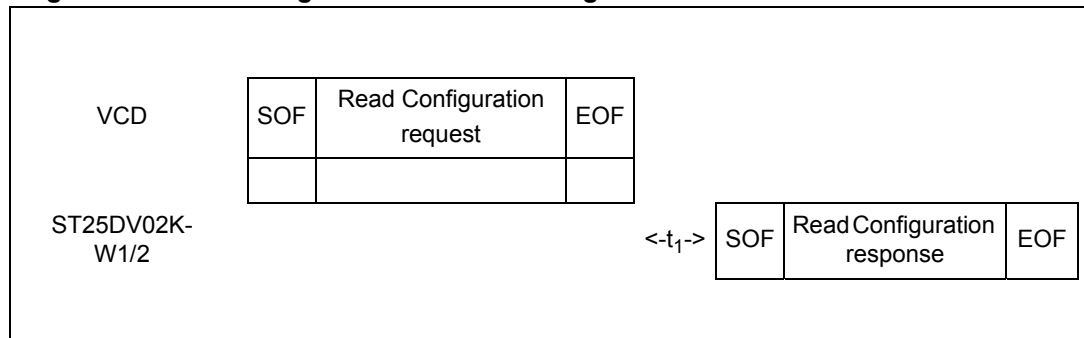 VCD SOF Read Configuration request EOF
ST25DV02K-W1/2 <-t1-> SOF Read Configuration response EOF